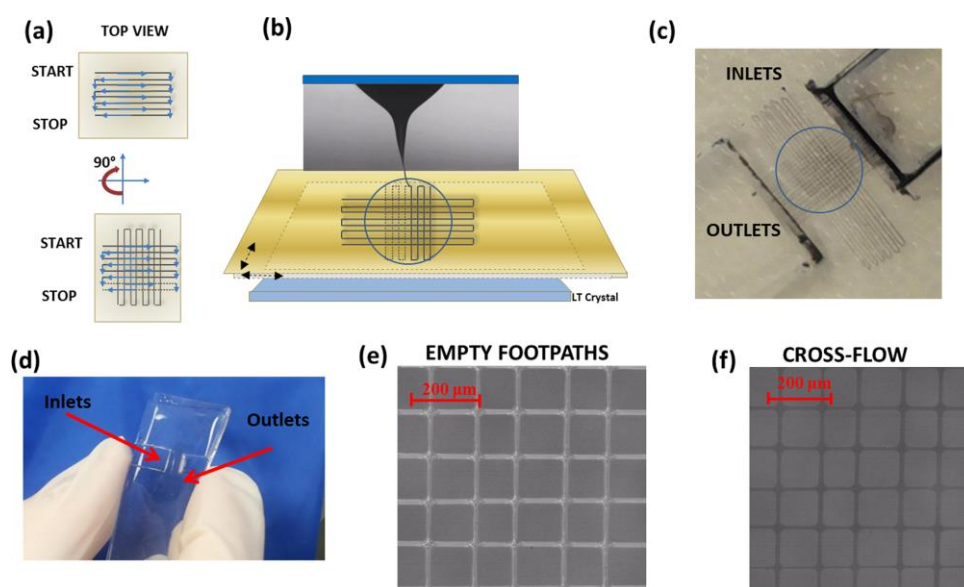 (a)
TOP VIEW
START
STOP
90°
START
STOP
(b)
LT Crystal
(c)
INLETS
OUTLETS
(d)
Inlets
Outlets
(e)
EMPTY FOOTPATHS
200 µm
(f)
CROSS-FLOW
200 µm